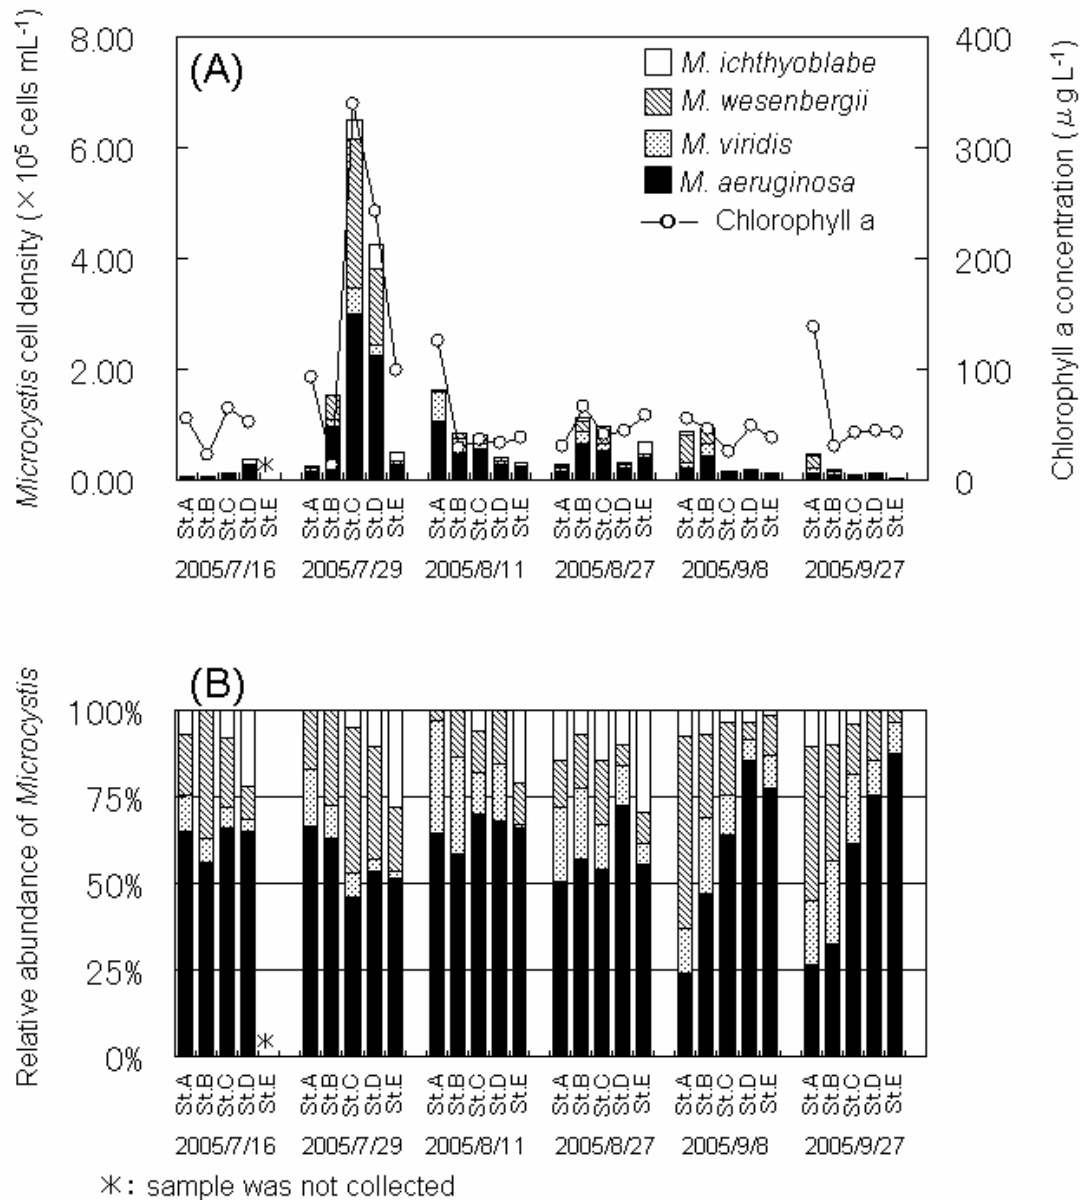 (A)
Microcystis cell density (×10⁵ cells mL⁻¹)
8.00
6.00
4.00
2.00
0.00
M. ichthyoblabe
M. wesenbergii
M. viridis
M. aeruginosa
Chlorophyll a
400
300
200
100
0
Chlorophyll a concentration (μg L⁻¹)
St.A St.B St.C St.D St.E St.A St.B St.C St.D St.E St.A St.B St.C St.D St.E St.A St.B St.C St.D St.E St.A St.B St.C St.D St.E St.A St.B St.C St.D St.E
2005/7/16 2005/7/29 2005/8/11 2005/8/27 2005/9/8 2005/9/27
(B)
Relative abundance of Microcystis
100%
75%
50%
25%
0%
St.A St.B St.C St.D St.E St.A St.B St.C St.D St.E St.A St.B St.C St.D St.E St.A St.B St.C St.D St.E St.A St.B St.C St.D St.E St.A St.B St.C St.D St.E
2005/7/16 2005/7/29 2005/8/11 2005/8/27 2005/9/8 2005/9/27
＊: sample was not collected